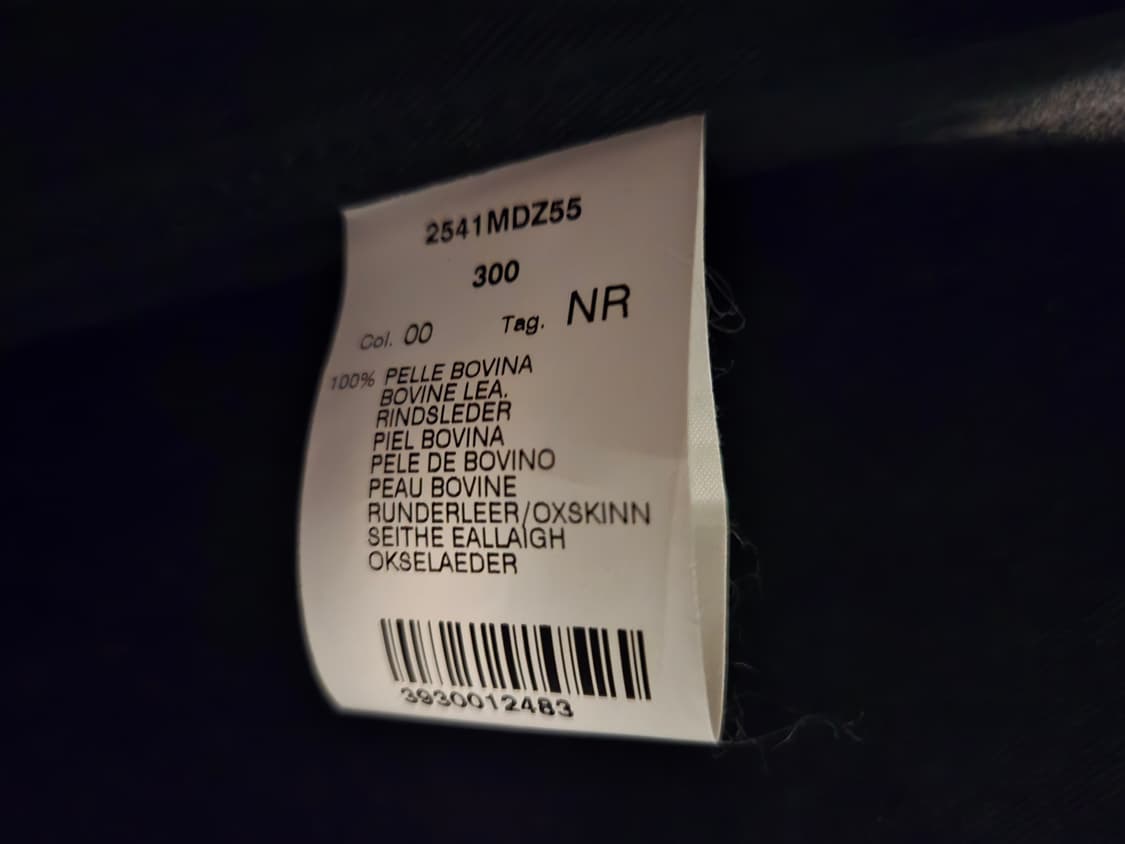 2541MDZ55
300
Col. 00 Tag. NR
100% PELLE BOVINA
BOVINE LEA.
RINDSLEDER
PIEL BOVINA
PELE DE BOVINO
PEAU BOVINE
RUNDERLEER/OXSKINN
SEITHE EALLAIGH
OKSELAEDER
3930012483